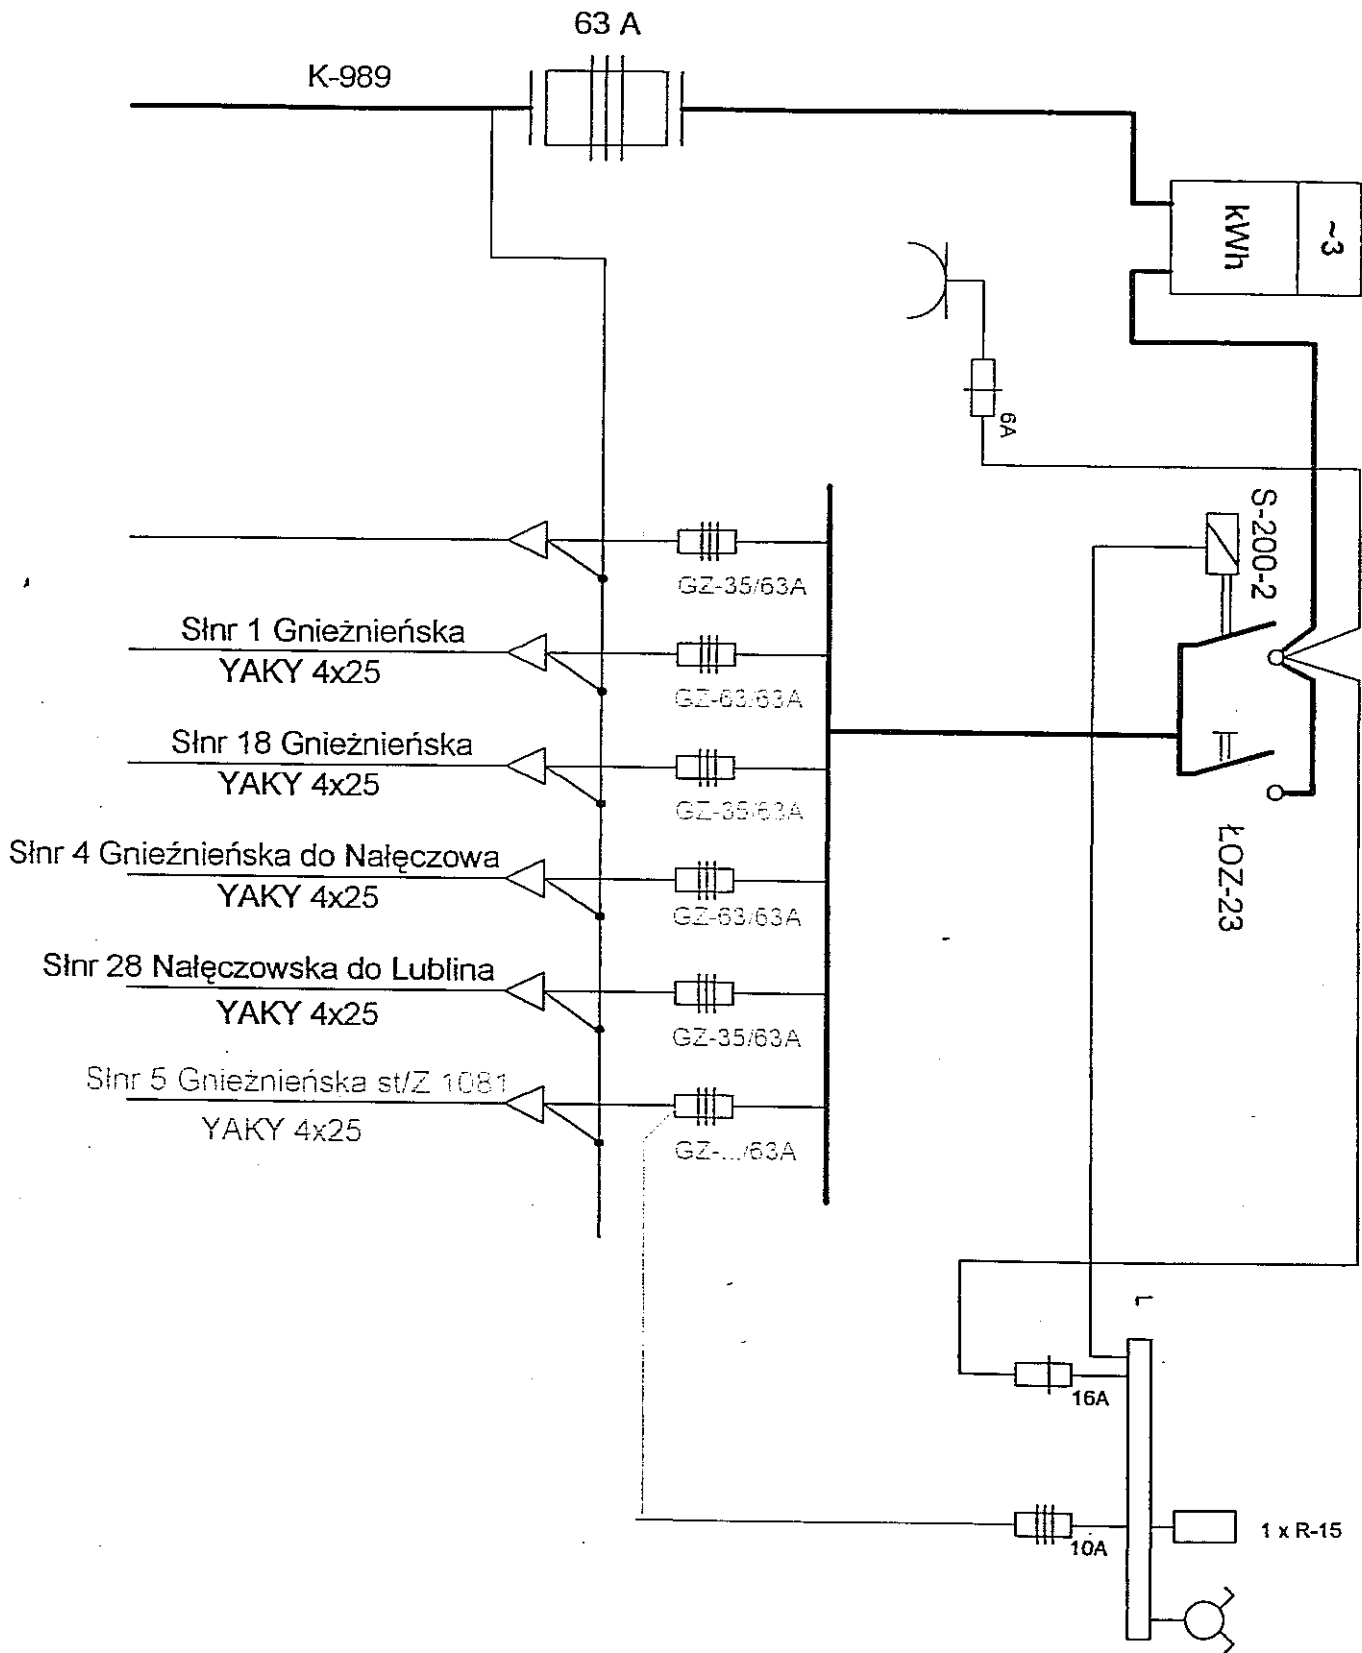 63 A
K-989
~3
kWh
6A
S-200-2
GZ-35/63A
Słnr 1 Gnieźnieńska
YAKY 4x25
GZ-63/63A
Słnr 18 Gnieźnieńska
YAKY 4x25
GZ-35/63A
ŁOZ-23
Słnr 4 Gnieźnieńska do Nałęczowa
YAKY 4x25
GZ-63/63A
Słnr 28 Nałęczowska do Lublina
YAKY 4x25
GZ-35/63A
Słnr 5 Gnieźnieńska st/Z 1081
YAKY 4x25
GZ-.../63A
L
16A
10A
1 x R-15